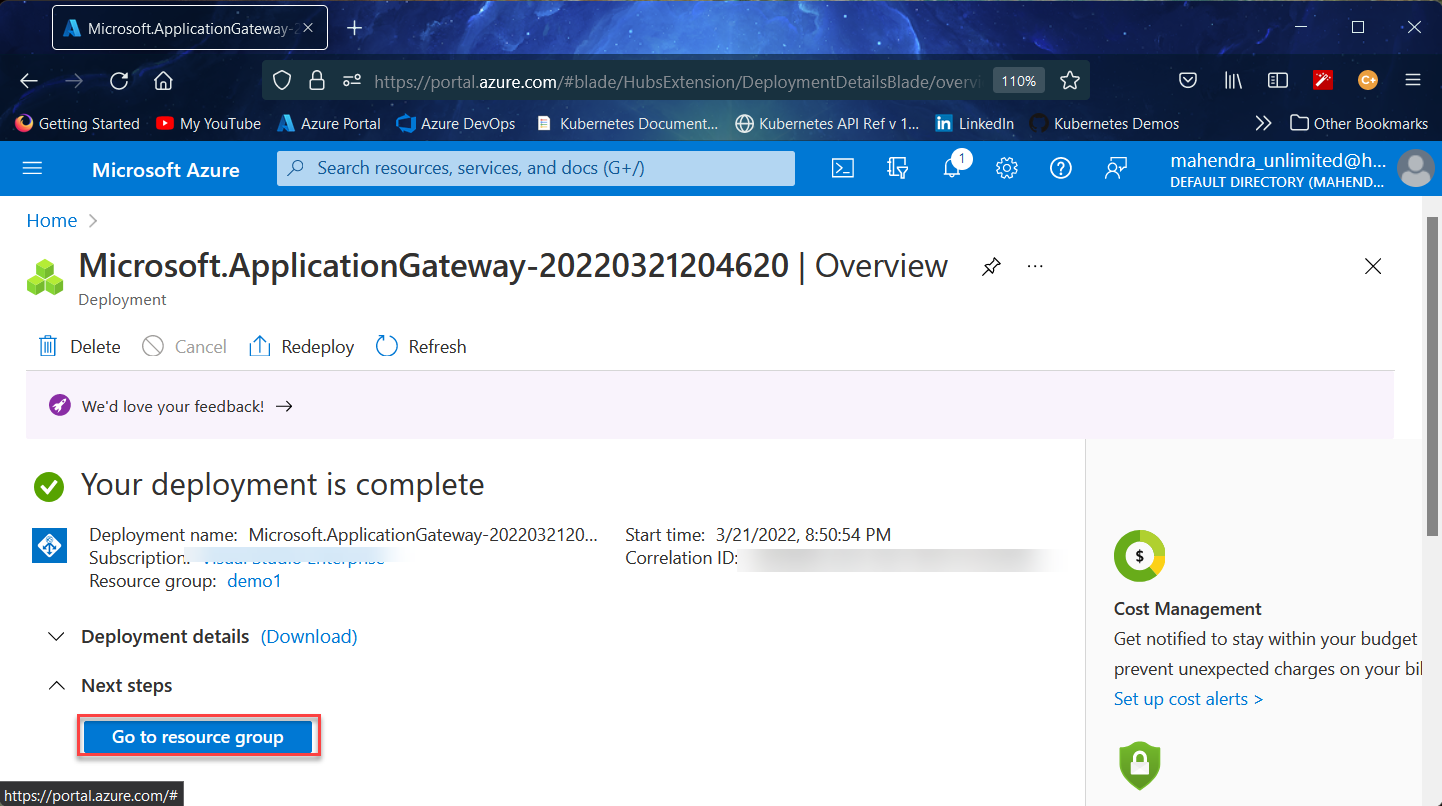 Microsoft.ApplicationGateway-
https://portal.azure.com/#blade/HubsExtension/DeploymentDetailsBlade/overvi
110%
Getting Started
My YouTube
Azure Portal
Azure DevOps
Kubernetes Document...
Kubernetes API Ref v 1...
LinkedIn
Kubernetes Demos
Other Bookmarks
Microsoft Azure
Search resources, services, and docs (G+/)
1
mahendra_unlimited@h...
DEFAULT DIRECTORY (MAHEND...
Home
Microsoft.ApplicationGateway-20220321204620 | Overview
Deployment
Delete
Cancel
Redeploy
Refresh
We'd love your feedback! →
Your deployment is complete
Deployment name: Microsoft.ApplicationGateway-2022032120...
Subscription:
Resource group: demo1
Start time: 3/21/2022, 8:50:54 PM
Correlation ID:
Deployment details (Download)
Next steps
Go to resource group
$
Cost Management
Get notified to stay within your budget
prevent unexpected charges on your bil
Set up cost alerts >
https://portal.azure.com/#